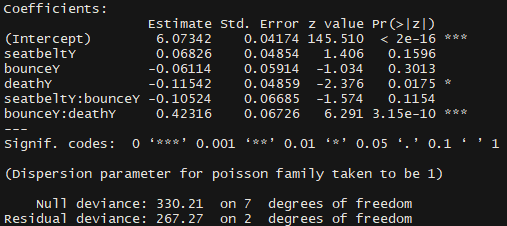 Coefficients:
                  Estimate Std. Error z value Pr(>|z|)
(Intercept)        6.07342    0.04174 145.510  < 2e-16 ***
seatbeltY          0.06826    0.04854   1.406   0.1596
bounceY           -0.06114    0.05914  -1.034   0.3013
deathY            -0.11542    0.04859  -2.376   0.0175 *
seatbeltY:bounceY -0.10524    0.06685  -1.574   0.1154
bounceY:deathY     0.42316    0.06726   6.291 3.15e-10 ***
---
Signif. codes:  0 ‘***’ 0.001 ‘**’ 0.01 ‘*’ 0.05 ‘.’ 0.1 ‘ ’ 1
(Dispersion parameter for poisson family taken to be 1)
    Null deviance: 330.21  on 7  degrees of freedom
Residual deviance: 267.27  on 2  degrees of freedom